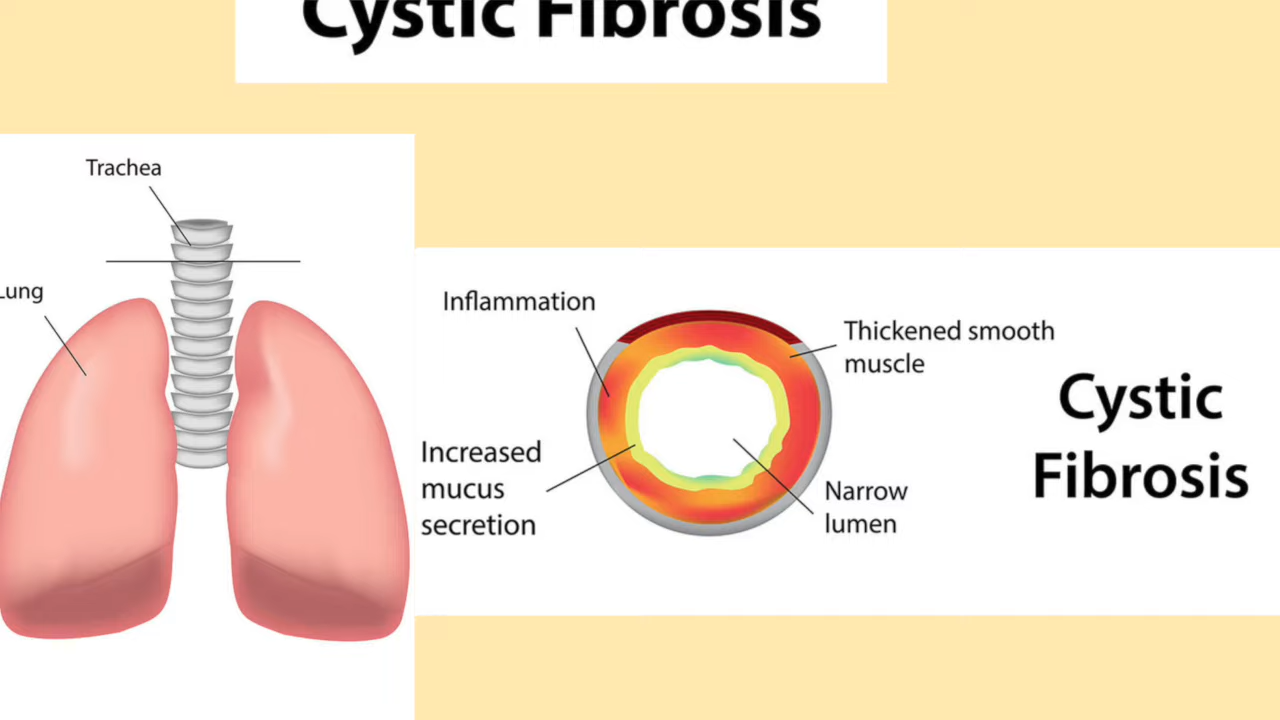 Cystic Fibrosis
Trachea
Lung
Inflammation
Thickened smooth
muscle
Increased
mucus
secretion
Narrow
lumen
Cystic
Fibrosis